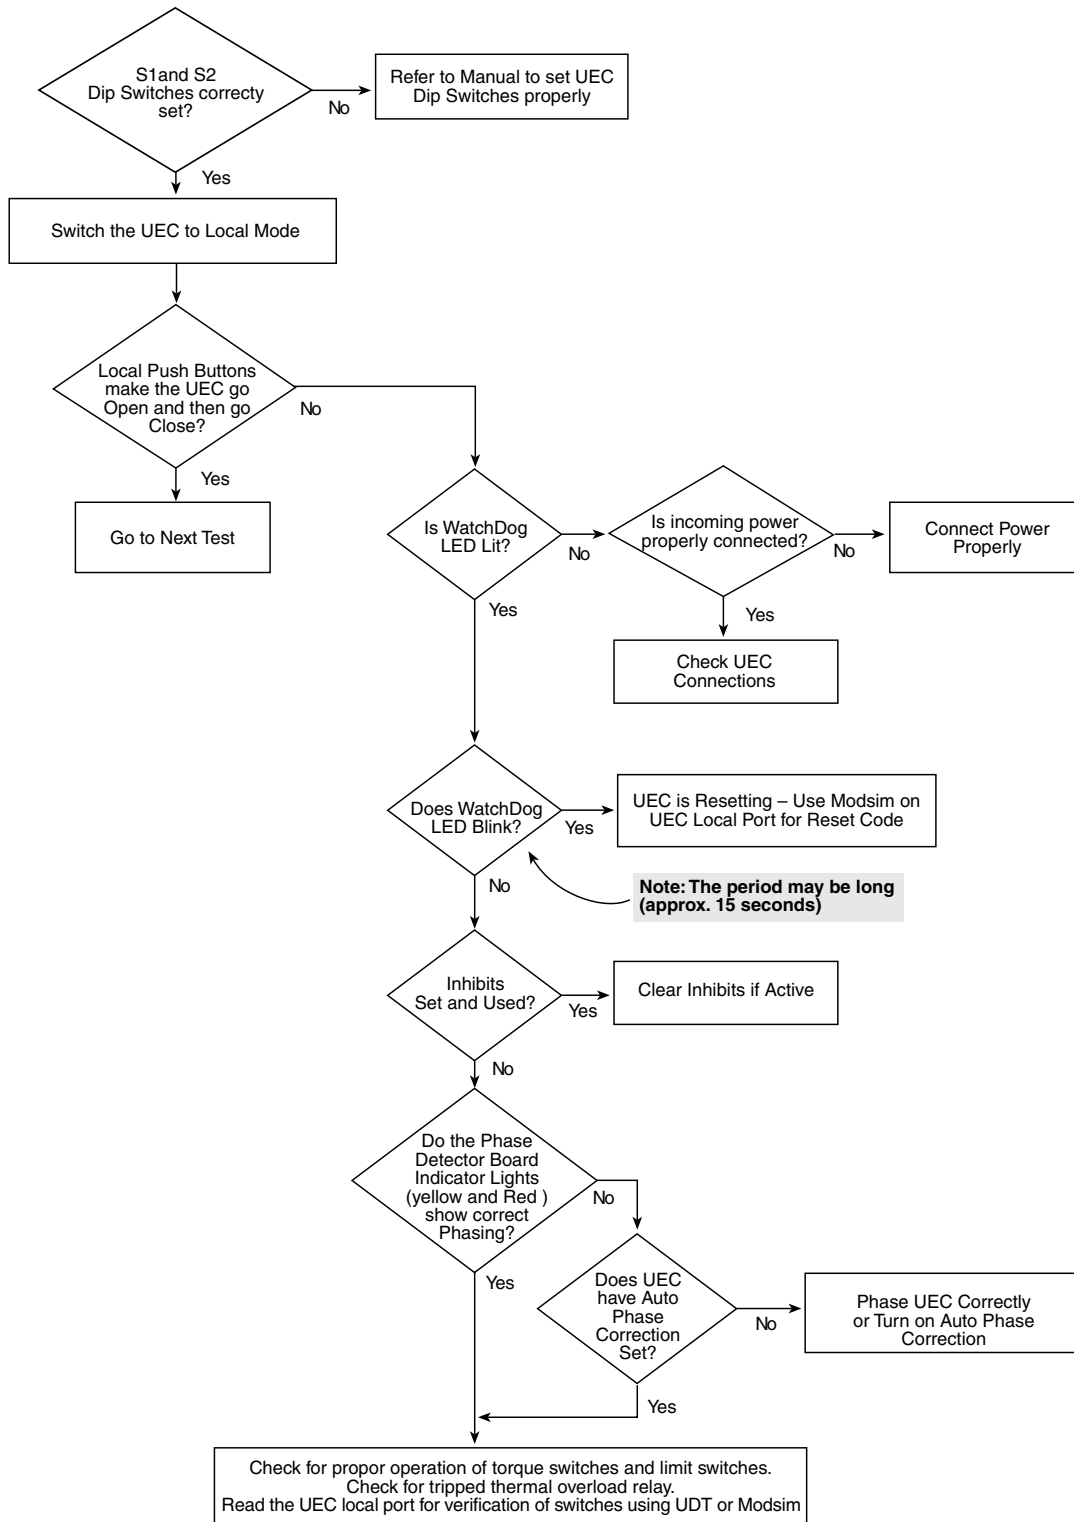 S1and S2
Dip Switches correcty
set?
No
Refer to Manual to set UEC
Dip Switches properly
Yes
Switch the UEC to Local Mode
Local Push Buttons
make the UEC go
Open and then go
Close?
No
Yes
Go to Next Test
Is WatchDog
LED Lit?
No
Is incoming power
properly connected?
No
Connect Power
Properly
Yes
Check UEC
Connections
Yes
Does WatchDog
LED Blink?
Yes
UEC is Resetting – Use Modsim on
UEC Local Port for Reset Code
Note: The period may be long
(approx. 15 seconds)
No
Inhibits
Set and Used?
Yes
Clear Inhibits if Active
No
Do the Phase
Detector Board
Indicator Lights
(yellow and Red )
show correct
Phasing?
No
Yes
Does UEC
have Auto
Phase
Correction
Set?
No
Phase UEC Correctly
or Turn on Auto Phase
Correction
Yes
Check for propor operation of torque switches and limit switches.
Check for tripped thermal overload relay.
Read the UEC local port for verification of switches using UDT or Modsim